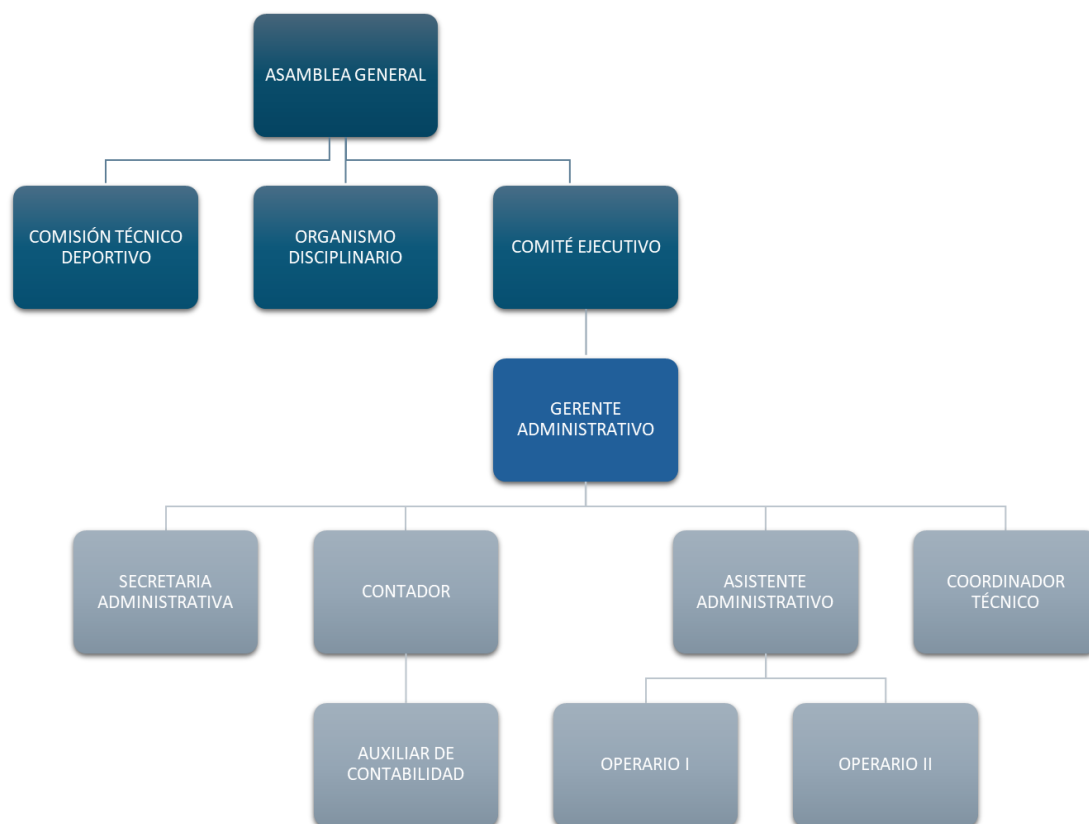 ASAMBLEA GENERAL
COMISIÓN TÉCNICO
DEPORTIVO
ORGANISMO
DISCIPLINARIO
COMITÉ EJECUTIVO
GERENTE
ADMINISTRATIVO
SECRETARIA
ADMINISTRATIVA
CONTADOR
ASISTENTE
ADMINISTRATIVO
COORDINADOR
TÉCNICO
AUXILIAR DE
CONTABILIDAD
OPERARIO I
OPERARIO II